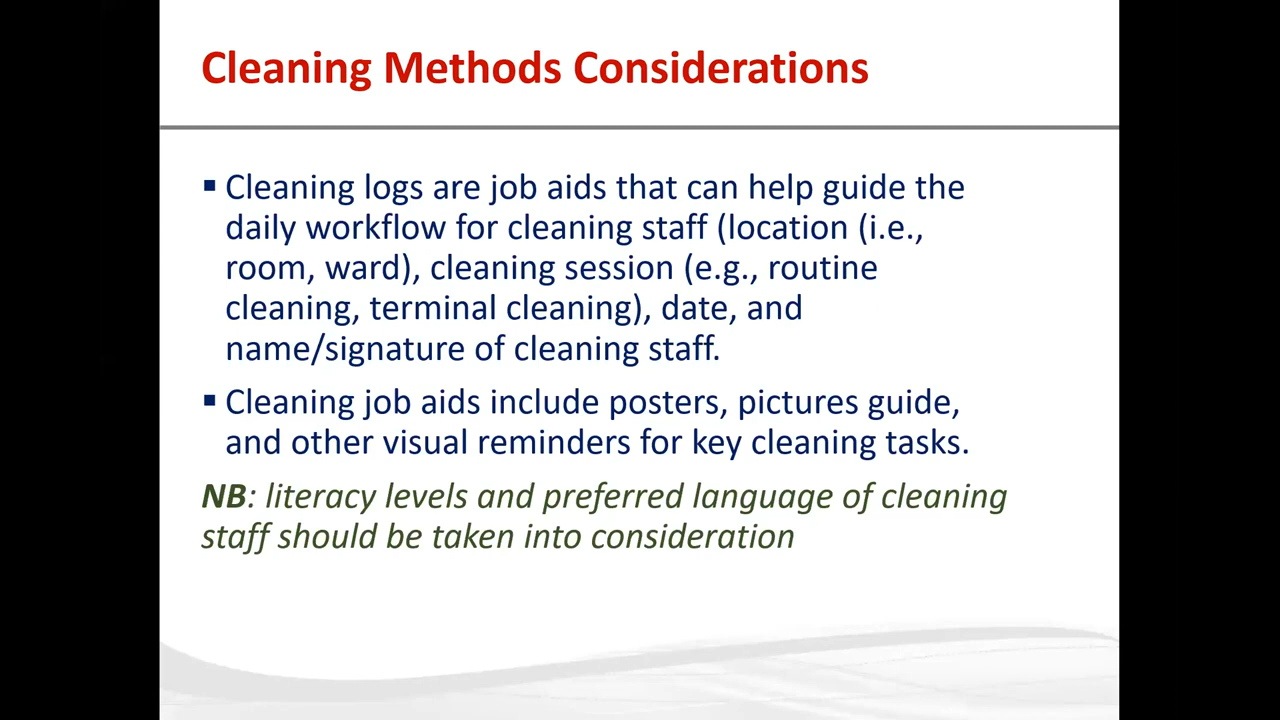 Cleaning Methods Considerations
▪ Cleaning logs are job aids that can help guide the
daily workflow for cleaning staff (location (i.e.,
room, ward), cleaning session (e.g., routine
cleaning, terminal cleaning), date, and
name/signature of cleaning staff.
▪ Cleaning job aids include posters, pictures guide,
and other visual reminders for key cleaning tasks.
NB: literacy levels and preferred language of cleaning
staff should be taken into consideration